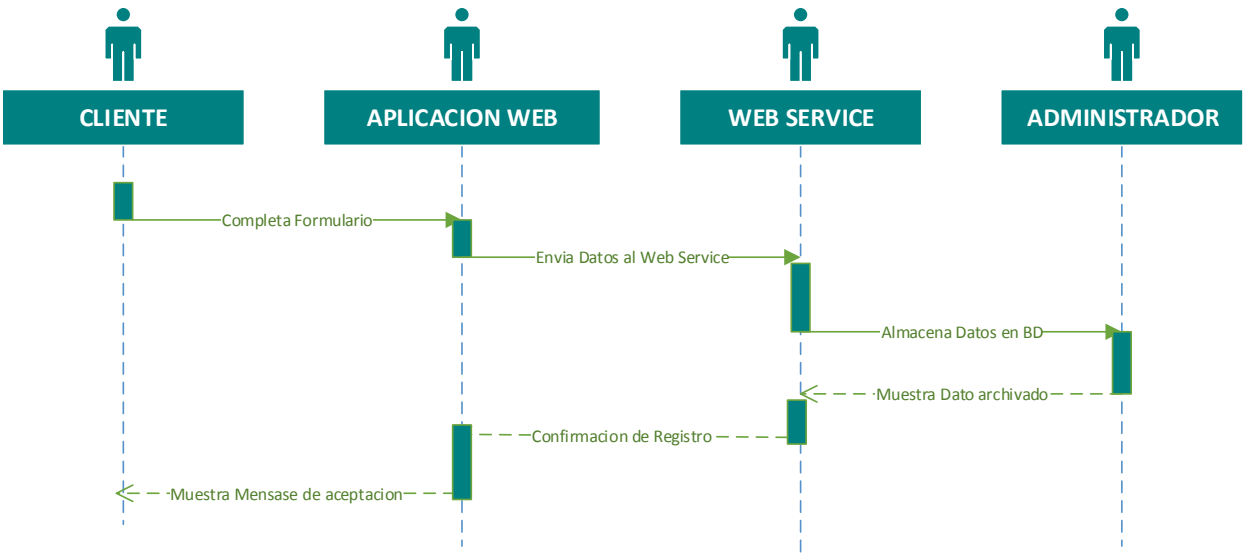 CLIENTE
APLICACION WEB
WEB SERVICE
ADMINISTRADOR
Completa Formulario
Envia Datos al Web Service
Almacena Datos en BD
Muestra Dato archivado
Confirmacion de Registro
Muestra Mensase de aceptacion